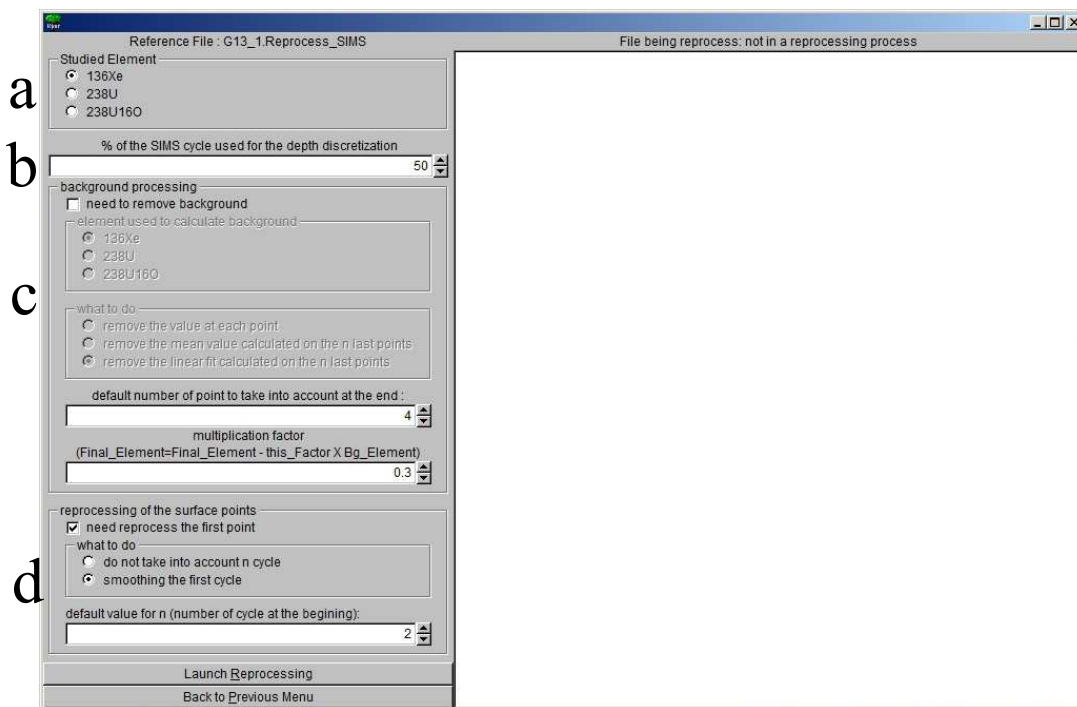 Reference File : G13_1.Reprocess_SIMS
File being reprocess: not in a reprocessing process
a
Studied Element
136Xe
238U
238U16O
b
% of the SIMS cycle used for the depth discretization
50
c
background processing
need to remove background
element used to calculate background
136Xe
238U
238U16O
what to do
remove the value at each point
remove the mean value calculated on the n last points
remove the linear fit calculated on the n last points
default number of point to take into account at the end :
4
multiplication factor
(Final_Element=Final_Element - this_Factor X Bg_Element)
0.3
d
reprocessing of the surface points
need reprocess the first point
what to do
do not take into account n cycle
smoothing the first cycle
default value for n (number of cycle at the begining):
2
Launch Reprocessing
Back to Previous Menu